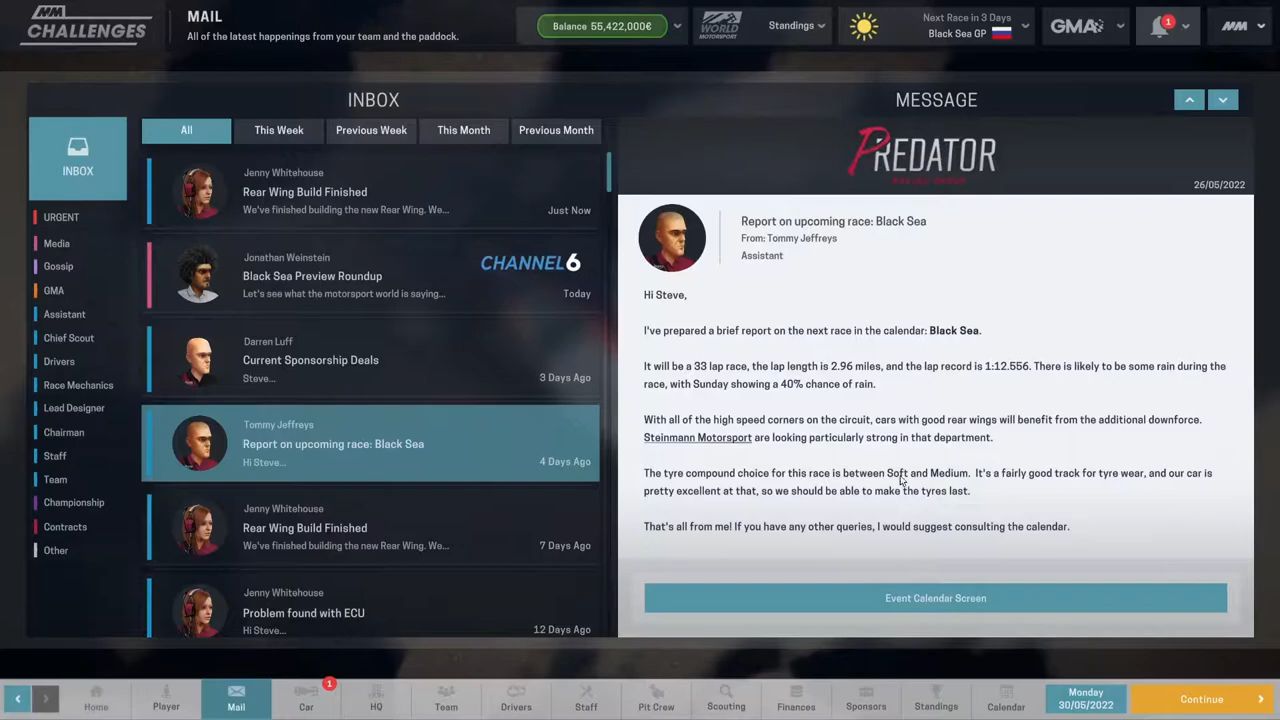 MM
CHALLENGES
MAIL
All of the latest happenings from your team and the paddock.
Balance 55,422,000€
WORLD
MOTORSPORT
Standings
Next Race in 3 Days
Black Sea GP
GMA
1
MM
INBOX
MESSAGE
INBOX
URGENT
Media
Gossip
GMA
Assistant
Chief Scout
Drivers
Race Mechanics
Lead Designer
Chairman
Staff
Team
Championship
Contracts
Other
All
This Week
Previous Week
This Month
Previous Month
Jenny Whitehouse
Rear Wing Build Finished
We've finished building the new Rear Wing. We...
Just Now
Jonathan Weinstein
Black Sea Preview Roundup
Let's see what the motorsport world is saying...
CHANNEL6
Today
Darren Luff
Current Sponsorship Deals
Steve...
3 Days Ago
Tommy Jeffreys
Report on upcoming race: Black Sea
Hi Steve...
4 Days Ago
Jenny Whitehouse
Rear Wing Build Finished
We've finished building the new Rear Wing. We...
7 Days Ago
Jenny Whitehouse
Problem found with ECU
Hi Steve...
12 Days Ago
PREDATOR
RACING GROUP
26/05/2022
Report on upcoming race: Black Sea
From: Tommy Jeffreys
Assistant
Hi Steve,
I've prepared a brief report on the next race in the calendar: Black Sea.
It will be a 33 lap race, the lap length is 2.96 miles, and the lap record is 1:12.556. There is likely to be some rain during the
race, with Sunday showing a 40% chance of rain.
With all of the high speed corners on the circuit, cars with good rear wings will benefit from the additional downforce.
Steinmann Motorsport are looking particularly strong in that department.
The tyre compound choice for this race is between Soft and Medium. It's a fairly good track for tyre wear, and our car is
pretty excellent at that, so we should be able to make the tyres last.
That's all from me! If you have any other queries, I would suggest consulting the calendar.
Event Calendar Screen
Home
Player
Mail
1
Car
HQ
Team
Drivers
Staff
Pit Crew
Scouting
Finances
Sponsors
Standings
Calendar
Monday
30/05/2022
Continue